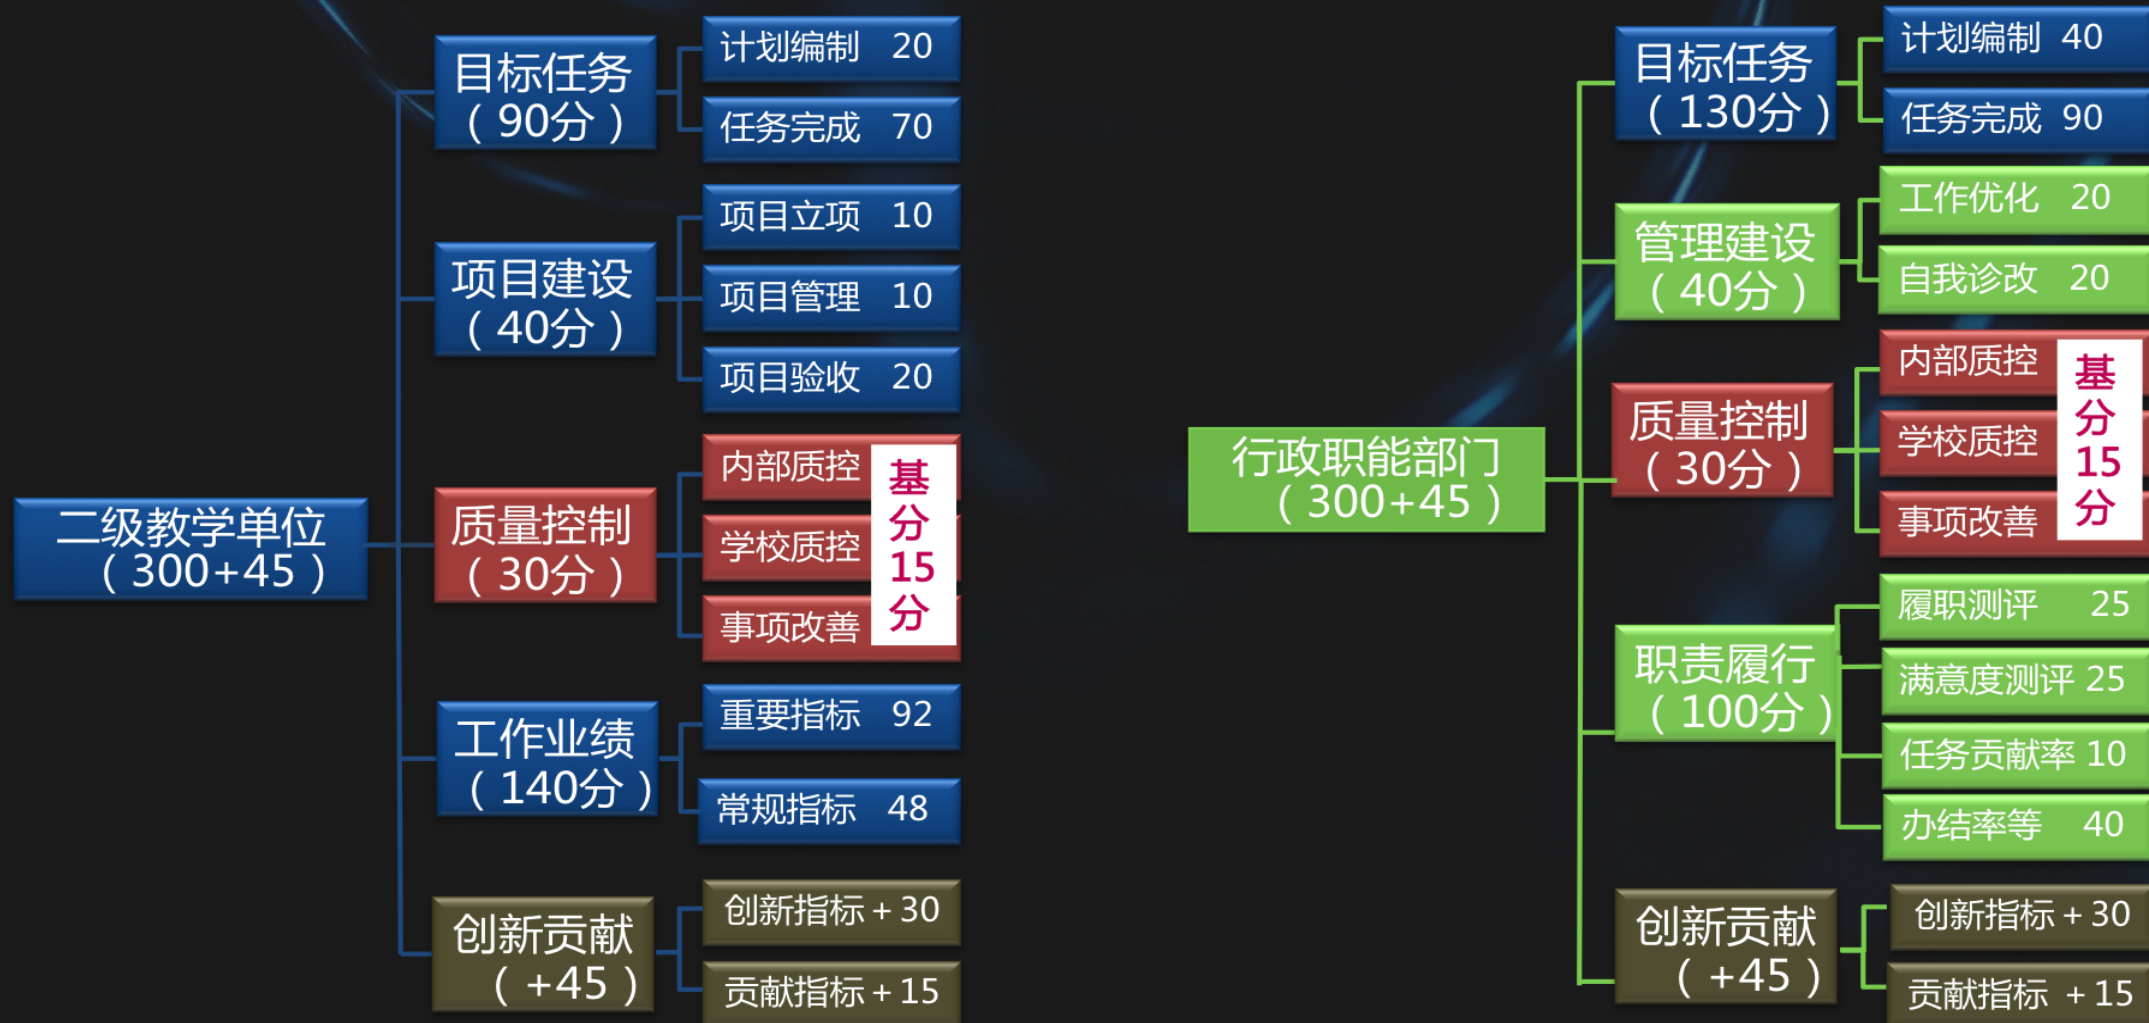 二级教学单位
（300+45）
目标任务
（90分）
计划编制 20
任务完成 70
项目建设
（40分）
项目立项 10
项目管理 10
项目验收 20
质量控制
（30分）
内部质控
学校质控
事项改善
基
分
15
分
工作业绩
（140分）
重要指标 92
常规指标 48
创新贡献
（+45）
创新指标+30
贡献指标+15
行政职能部门
（300+45）
目标任务
（130分）
计划编制 40
任务完成 90
管理建设
（40分）
工作优化 20
自我诊改 20
质量控制
（30分）
内部质控
学校质控
事项改善
基
分
15
分
职责履行
（100分）
履职测评 25
满意度测评 25
任务贡献率 10
办结率等 40
创新贡献
（+45）
创新指标+30
贡献指标 +15